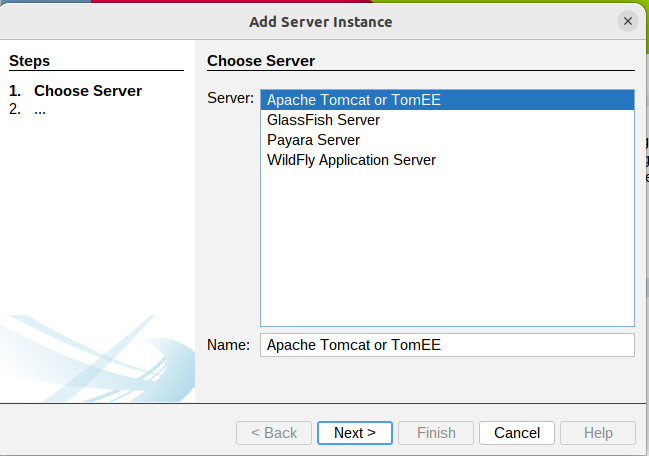 Add Server Instance
Steps
1. Choose Server
2. ...
Choose Server
Server:
Apache Tomcat or TomEE
GlassFish Server
Payara Server
WildFly Application Server
Name: Apache Tomcat or TomEE
< Back Next > Finish Cancel Help